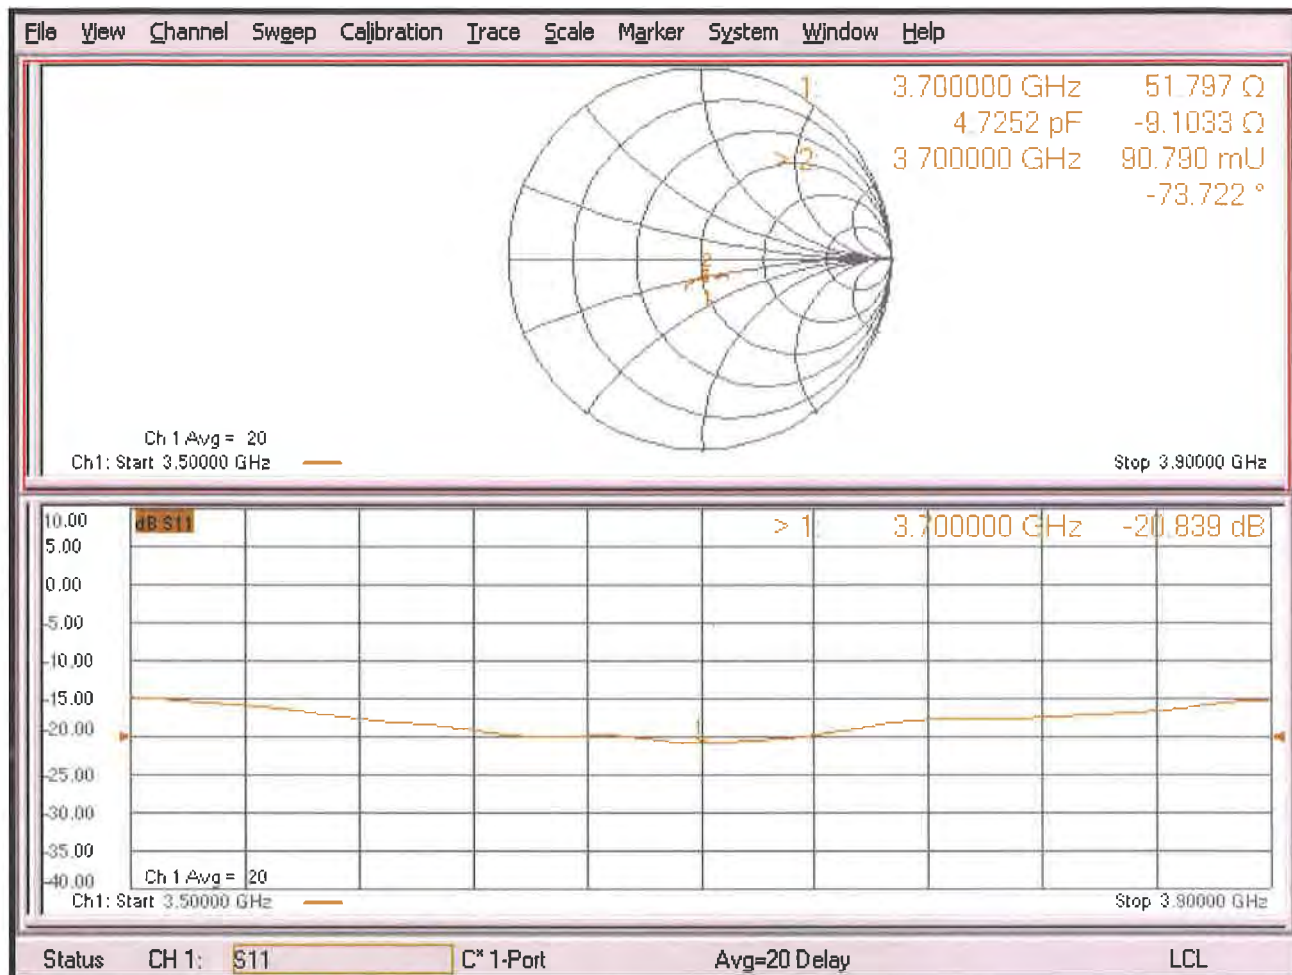 File View Channel Sweep Calibration Trace Scale Marker System Window Help
1: 3.700000 GHz 51.797 Ω
4.7252 pF -9.1033 Ω
> 2: 3 700000 GHz 90.790 mU
-73.722 °
Ch 1 Avg = 20
Ch1: Start 3.50000 GHz
Stop 3.90000 GHz
10.00
dB S11
> 1: 3.700000 GHz -20.839 dB
5.00
0.00
-5.00
-10.00
-15.00
-20.00
1
-25.00
-30.00
-35.00
-40.00
Ch 1 Avg = 20
Ch1: Start 3.50000 GHz
Stop 3.90000 GHz
Status CH 1: S11 C* 1-Port Avg=20 Delay LCL